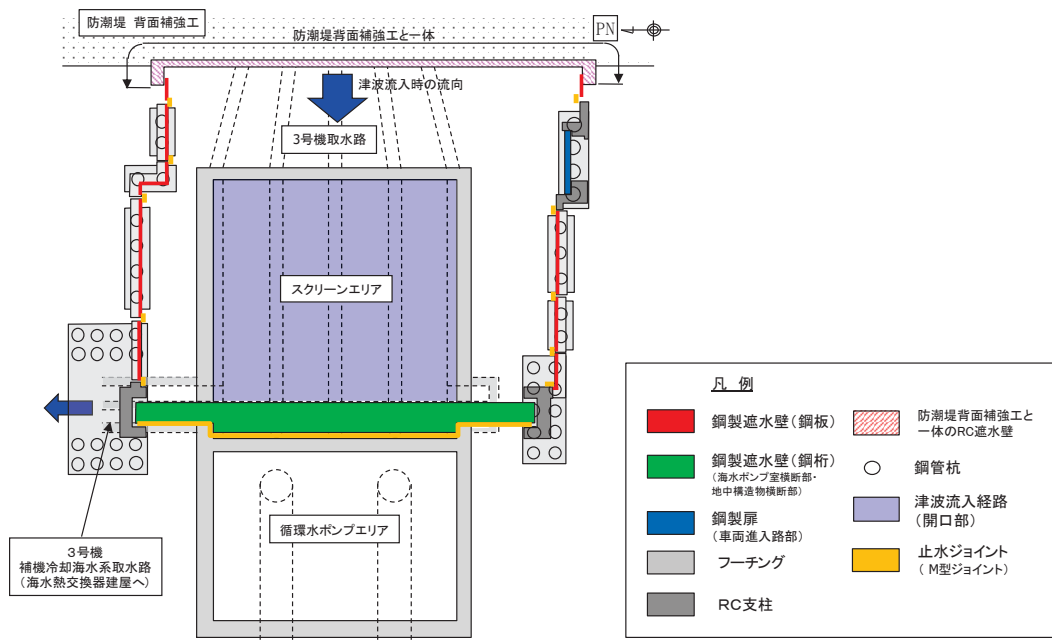 防潮堤 背面補強工
防潮堤背面補強工と一体
PN
津波流入時の流向
3号機取水路
スクリーンエリア
循環水ポンプエリア
３号機
補機冷却海水系取水路
（海水熱交換器建屋へ）
凡 例
鋼製遮水壁（鋼板）
鋼製遮水壁（鋼桁）
（海水ポンプ室横断部・
地中構造物横断部）
鋼製扉
（車両進入路部）
フーチング
RC支柱
防潮堤背面補強工と
一体のRC遮水壁
鋼管杭
津波流入経路
（開口部）
止水ジョイント
（ M型ジョイント）